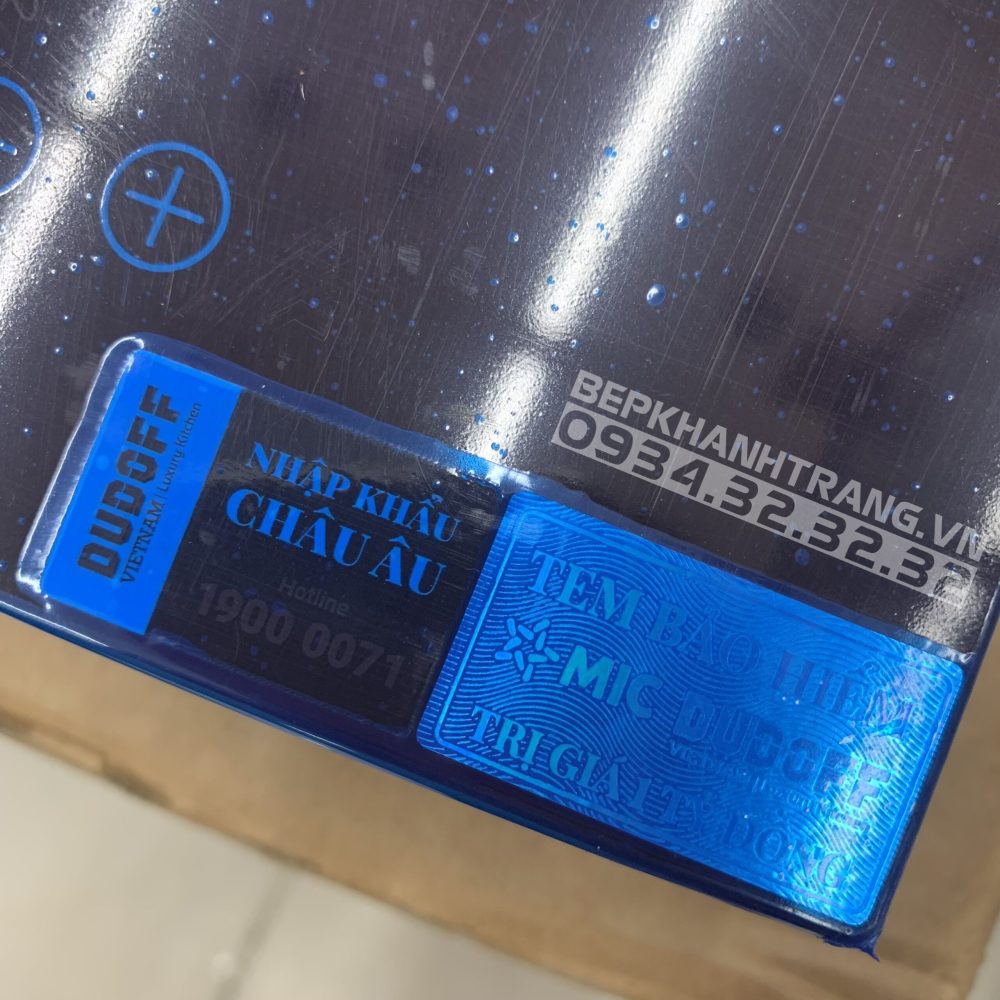 BEPKHANHTRANG.VN
0934.32.32.32
DUDOFF
VIETNAM | Luxury Kitchen
NHẬP KHẨU
CHÂU ÂU
Hotline
1900 0071
TEM BẢO HIỂM
MIC DUDOFF
TRỊ GIÁ 1 TỶ ĐỒNG